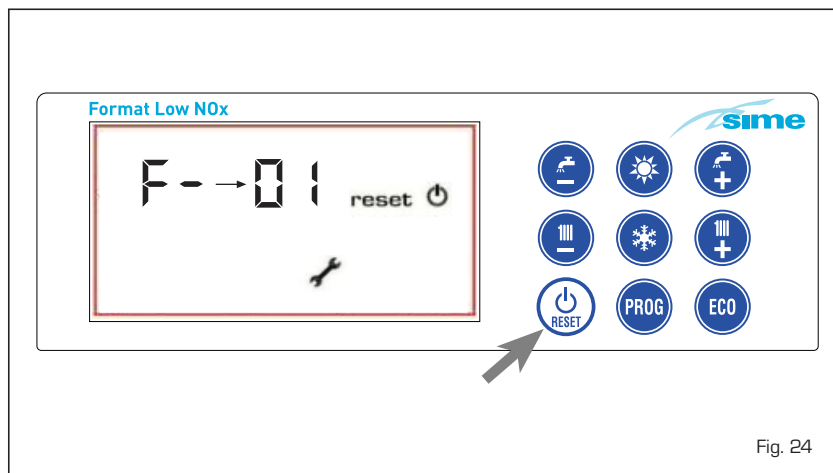 Format Low NOx
sime
F-→01 reset
RESET
PROG
ECO
Fig. 24